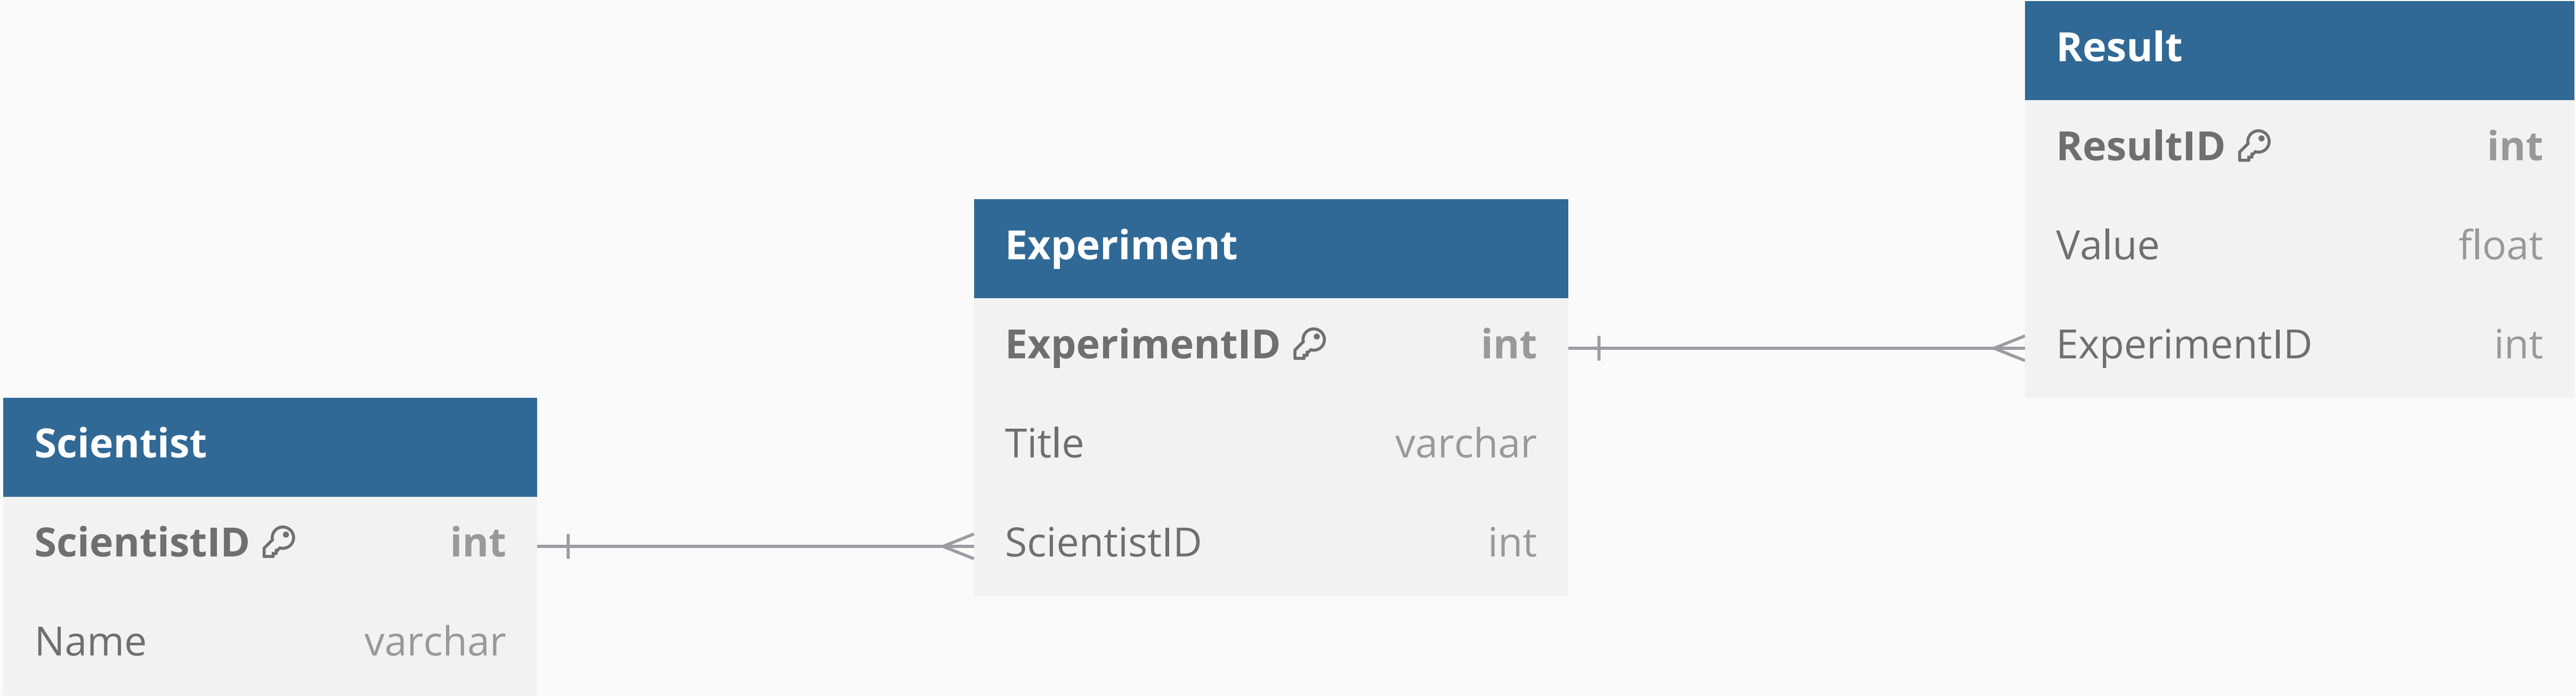 Scientist
ScientistID int
Name varchar
Experiment
ExperimentID int
Title varchar
ScientistID int
Result
ResultID int
Value float
ExperimentID int